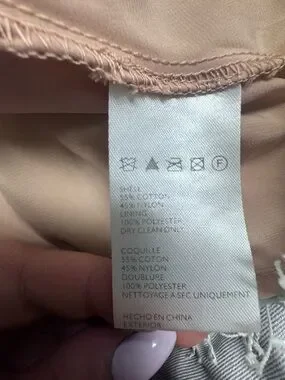 SHELL
55% COTTON
45% NYLON
LINING
100% POLYESTER
DRY CLEAN ONLY
COQUILLE
55% COTON
45% NYLON
DOUBLURE
100% POLYESTER
NETTOYAGE A SEC UNIQUEMENT
HECHO EN CHINA
EXTERIOR